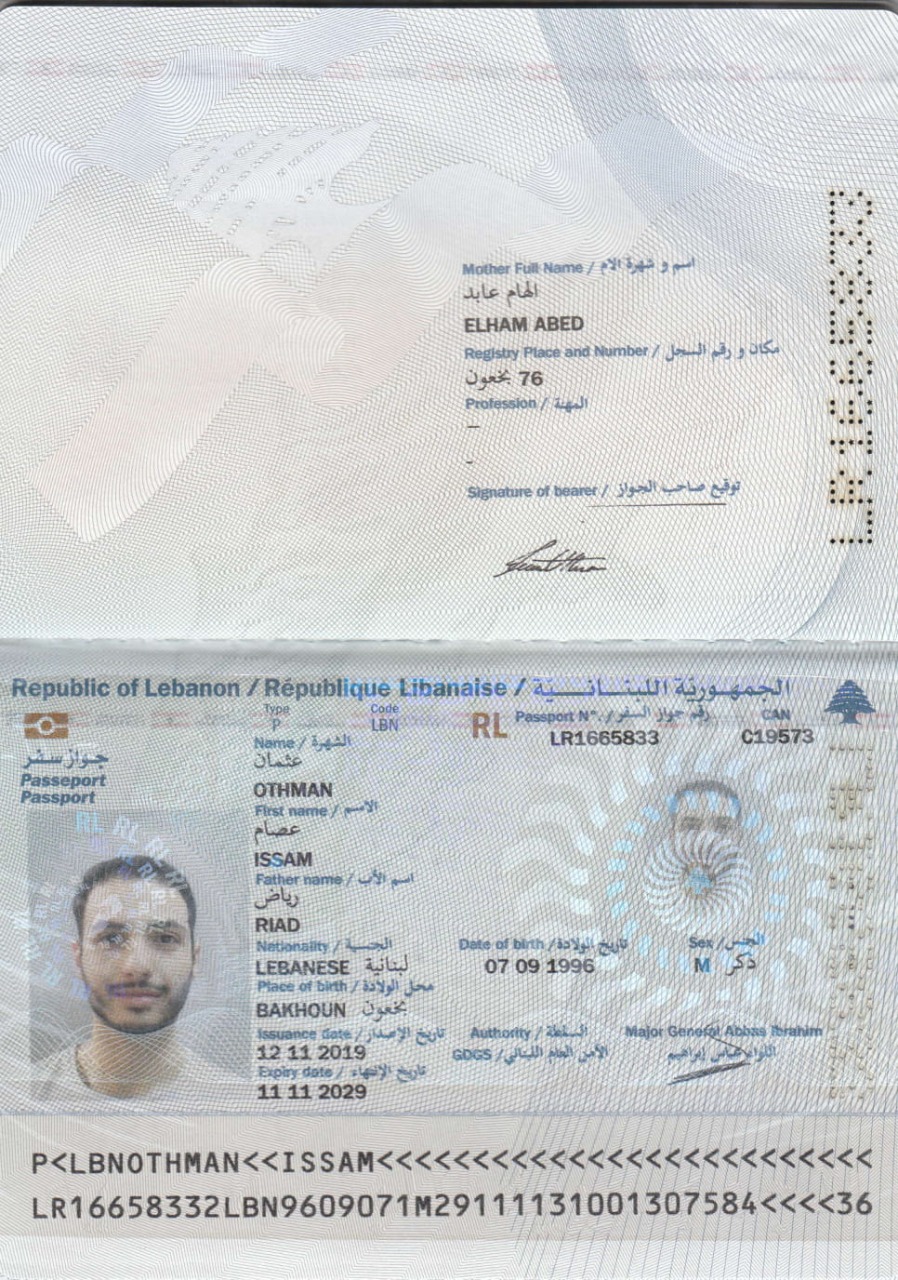 Mother Full Name / اسم و شهرة الام
الهام عابد
ELHAM ABED
Registry Place and Number / مكان و رقم السجل
بخعون 76
Profession / المهنة
–
-
Signature of bearer / توقيع صاحب الجواز
Republic of Lebanon / République Libanaise / الجمهورية اللبنانية
Type
P
Code
LBN
RL
Passport N°. / رقم جواز السفر
LR1665833
CAN
C19573
جواز سفر
Passeport
Passport
Name / الشهرة
عثمان
OTHMAN
First name / الاسم
عصام
ISSAM
Father name / اسم الأب
رياض
RIAD
Nationality / الجنسية
LEBANESE لبنانية
Date of birth / تاريخ الولادة
07 09 1996
Sex / الجنس
M ذكر
Place of birth / محل الولادة
BAKHOUN بخعون
Issuance date / تاريخ الإصدار
12 11 2019
Authority / السلطة
GDGS / الأمن العام اللبناني
Major General Abbas Ibrahim
اللواء عباس إبراهيم
Expiry date / تاريخ الإنتهاء
11 11 2029
P<LBNOTHMAN<<ISSAM<<<<<<<<<<<<<<<<<<<<<<<<<<
LR16658332LBN9609071M29111131001307584<<<<36